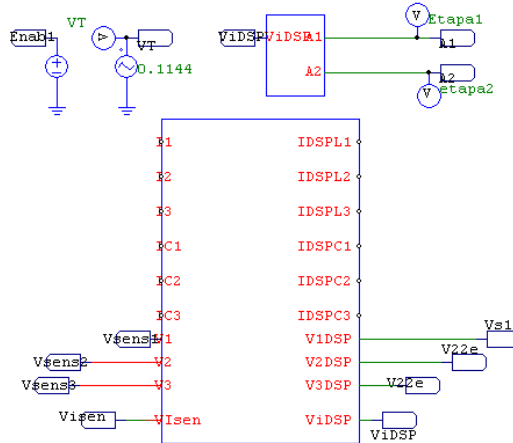 Enab1
VT
VT
0.1144
ViDSP
ViDSP
A1
A2
Etapa1
A1
A2
etapa2
I1
I2
I3
IC1
IC2
IC3
V1
V2
V3
VIsen
IDSPL1
IDSPL2
IDSPL3
IDSPC1
IDSPC2
IDSPC3
V1DSP
V2DSP
V3DSP
ViDSP
Vsens1
Vsens2
Vsens3
Visen
Vs1
V22e
V22e
ViDSP
V
V